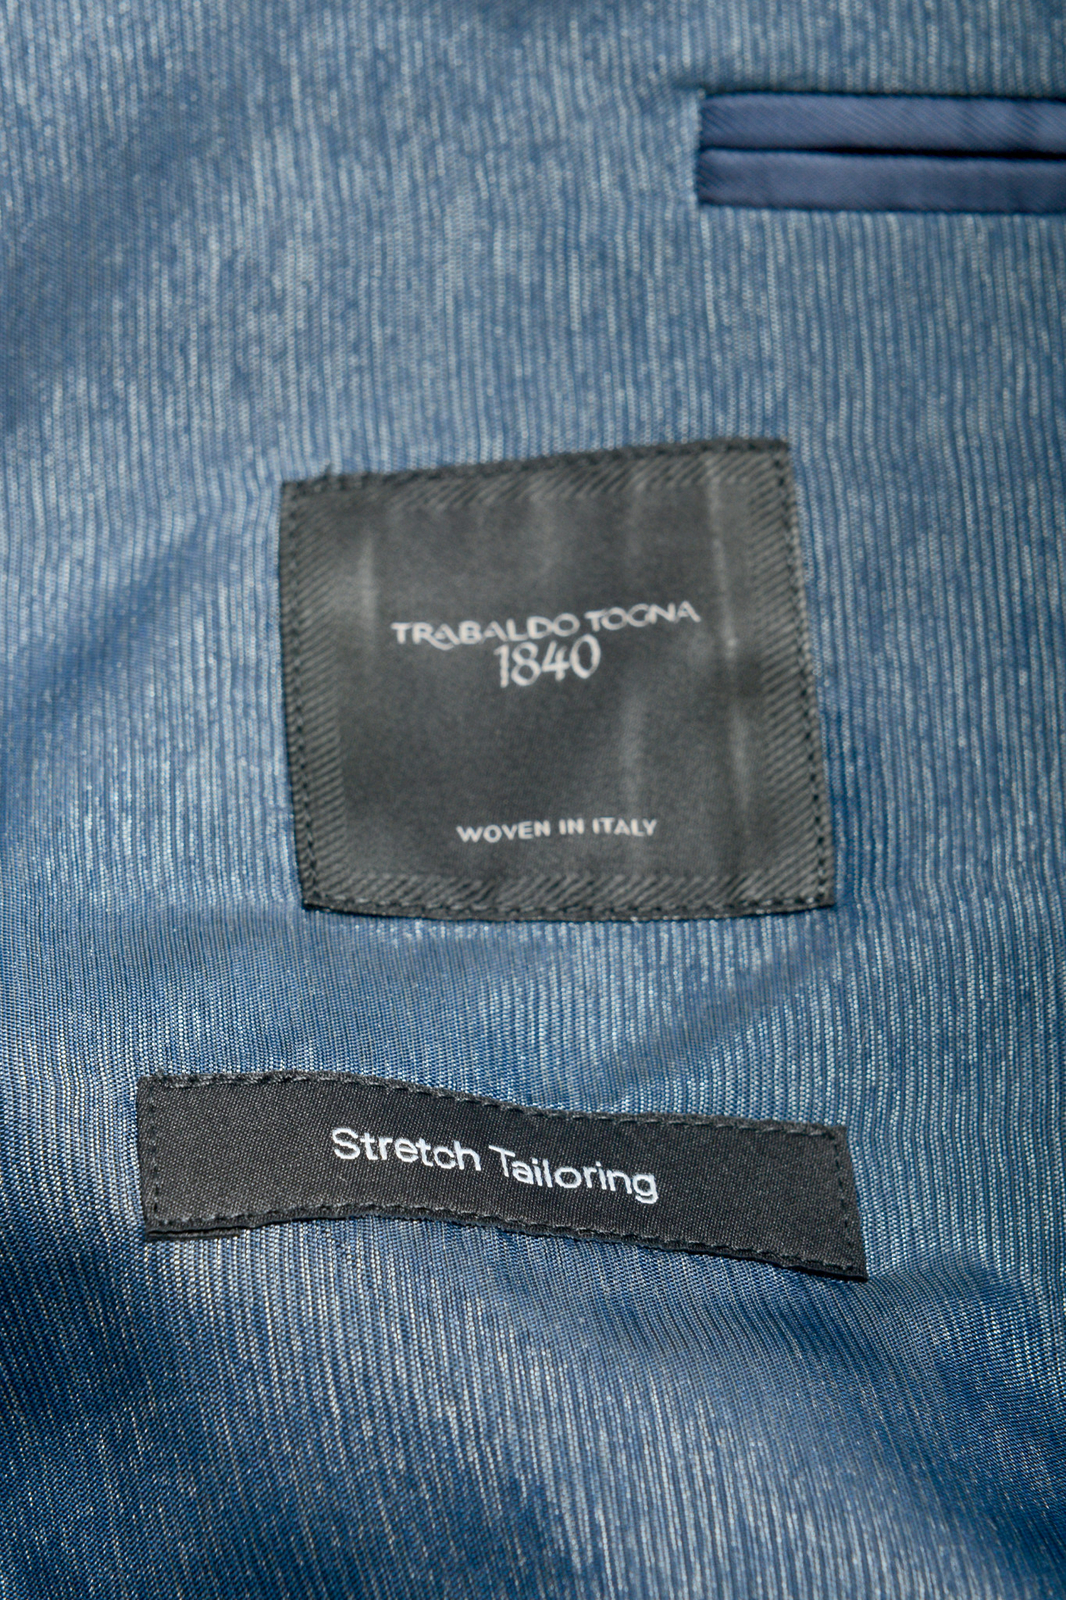 TRABALDO TOGNA
1840
WOVEN IN ITALY
Stretch Tailoring